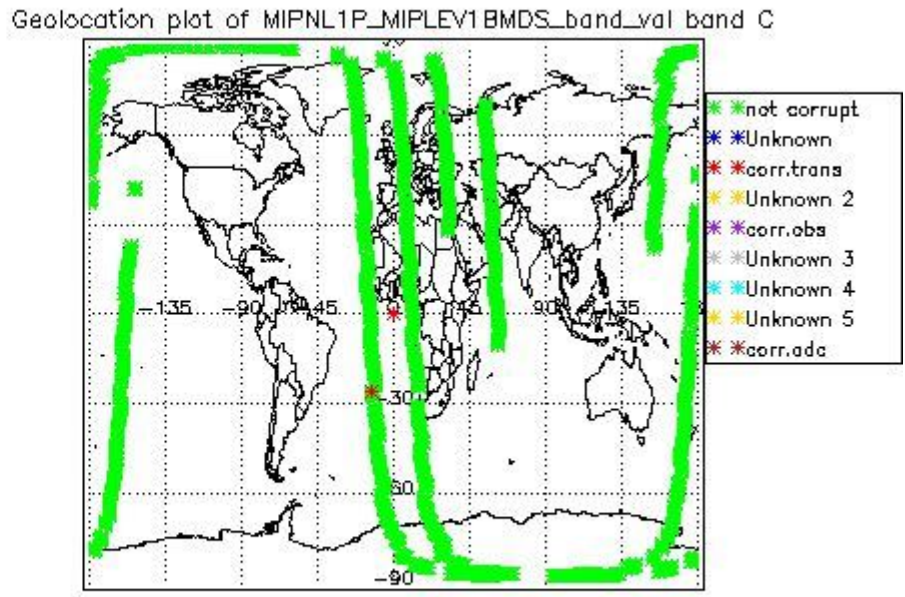 Geolocation plot of MIPNL1P_MIPLEV1BMDS_band_val band C
not corrupt
Unknown
corr.trans
Unknown 2
corr.obs
Unknown 3
Unknown 4
Unknown 5
corr.adc
-135 -90 -45 45 90 135
-30
-60
-90